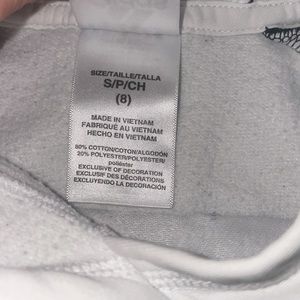 SIZE/TAILLE/TALLA
S/P/CH
(8)
MADE IN VIETNAM
FABRIQUÉ AU VIETNAM
HECHO EN VIETNAM
80% COTTON/COTON/ALGODÓN
20% POLYESTER/POLYESTER/
poliéster
EXCLUSIVE OF DECORATION
EXCLUSIF DES DÉCORATIONS
EXCLUYENDO LA DECORACIÓN